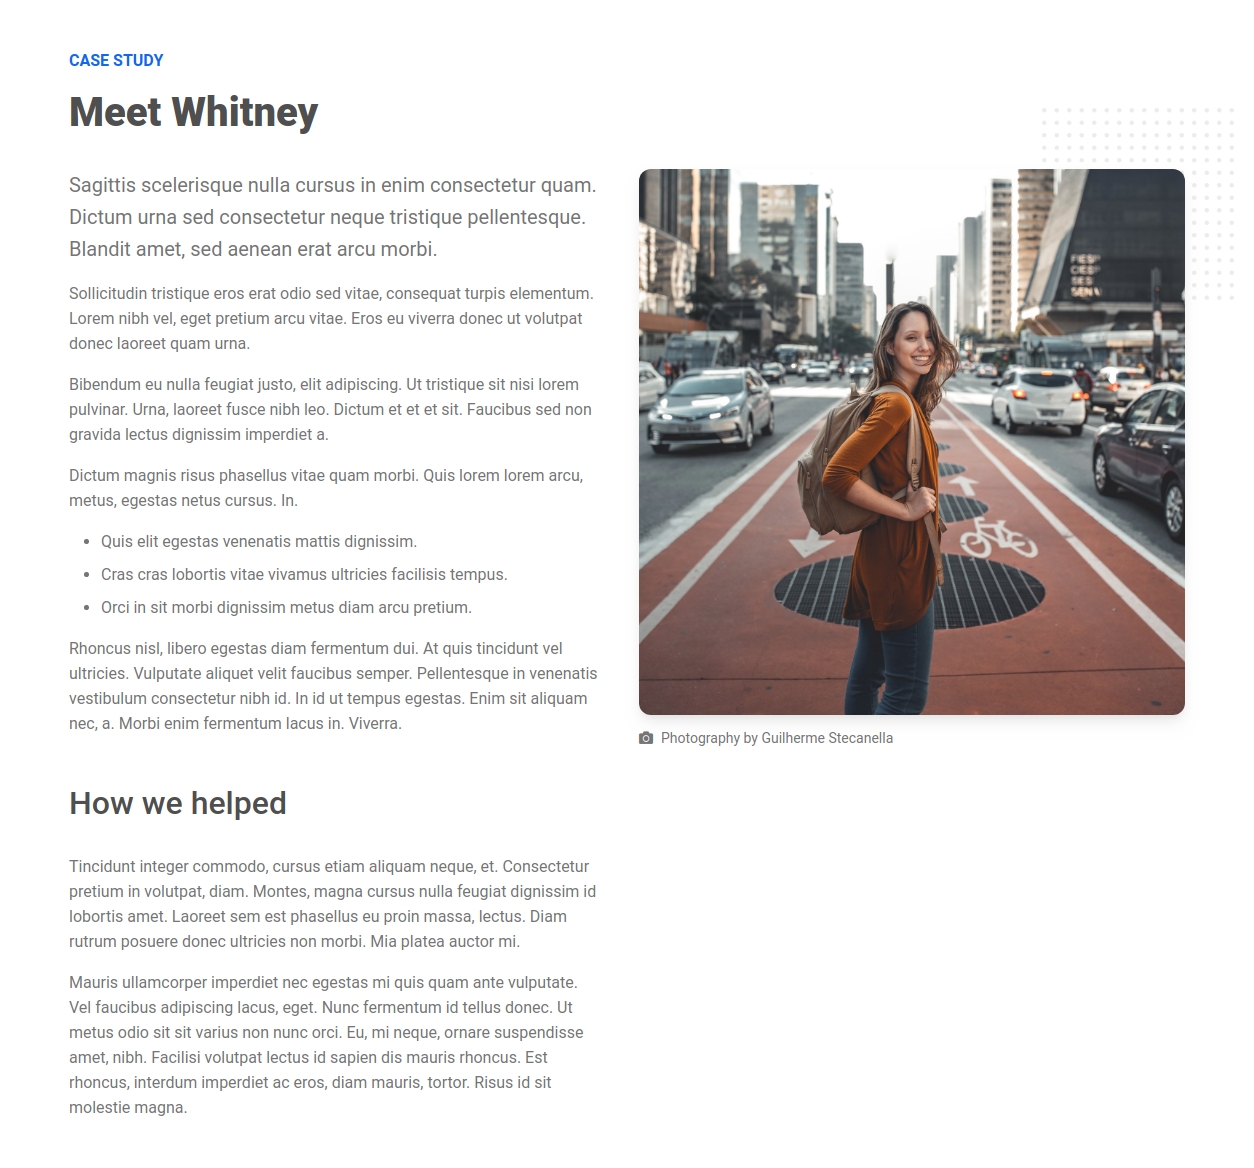 CASE STUDY
Meet Whitney
Sagittis scelerisque nulla cursus in enim consectetur quam.
Dictum urna sed consectetur neque tristique pellentesque.
Blandit amet, sed aenean erat arcu morbi.
Sollicitudin tristique eros erat odio sed vitae, consequat turpis elementum.
Lorem nibh vel, eget pretium arcu vitae. Eros eu viverra donec ut volutpat
donec laoreet quam urna.
Bibendum eu nulla feugiat justo, elit adipiscing. Ut tristique sit nisi lorem
pulvinar. Urna, laoreet fusce nibh leo. Dictum et et et sit. Faucibus sed non
gravida lectus dignissim imperdiet a.
Dictum magnis risus phasellus vitae quam morbi. Quis lorem lorem arcu,
metus, egestas netus cursus. In.
• Quis elit egestas venenatis mattis dignissim.
• Cras cras lobortis vitae vivamus ultricies facilisis tempus.
• Orci in sit morbi dignissim metus diam arcu pretium.
Rhoncus nisl, libero egestas diam fermentum dui. At quis tincidunt vel
ultricies. Vulputate aliquet velit faucibus semper. Pellentesque in venenatis
vestibulum consectetur nibh id. In id ut tempus egestas. Enim sit aliquam
nec, a. Morbi enim fermentum lacus in. Viverra.
Photography by Guilherme Stecanella
How we helped
Tincidunt integer commodo, cursus etiam aliquam neque, et. Consectetur
pretium in volutpat, diam. Montes, magna cursus nulla feugiat dignissim id
lobortis amet. Laoreet sem est phasellus eu proin massa, lectus. Diam
rutrum posuere donec ultricies non morbi. Mia platea auctor mi.
Mauris ullamcorper imperdiet nec egestas mi quis quam ante vulputate.
Vel faucibus adipiscing lacus, eget. Nunc fermentum id tellus donec. Ut
metus odio sit sit varius non nunc orci. Eu, mi neque, ornare suspendisse
amet, nibh. Facilisi volutpat lectus id sapien dis mauris rhoncus. Est
rhoncus, interdum imperdiet ac eros, diam mauris, tortor. Risus id sit
molestie magna.